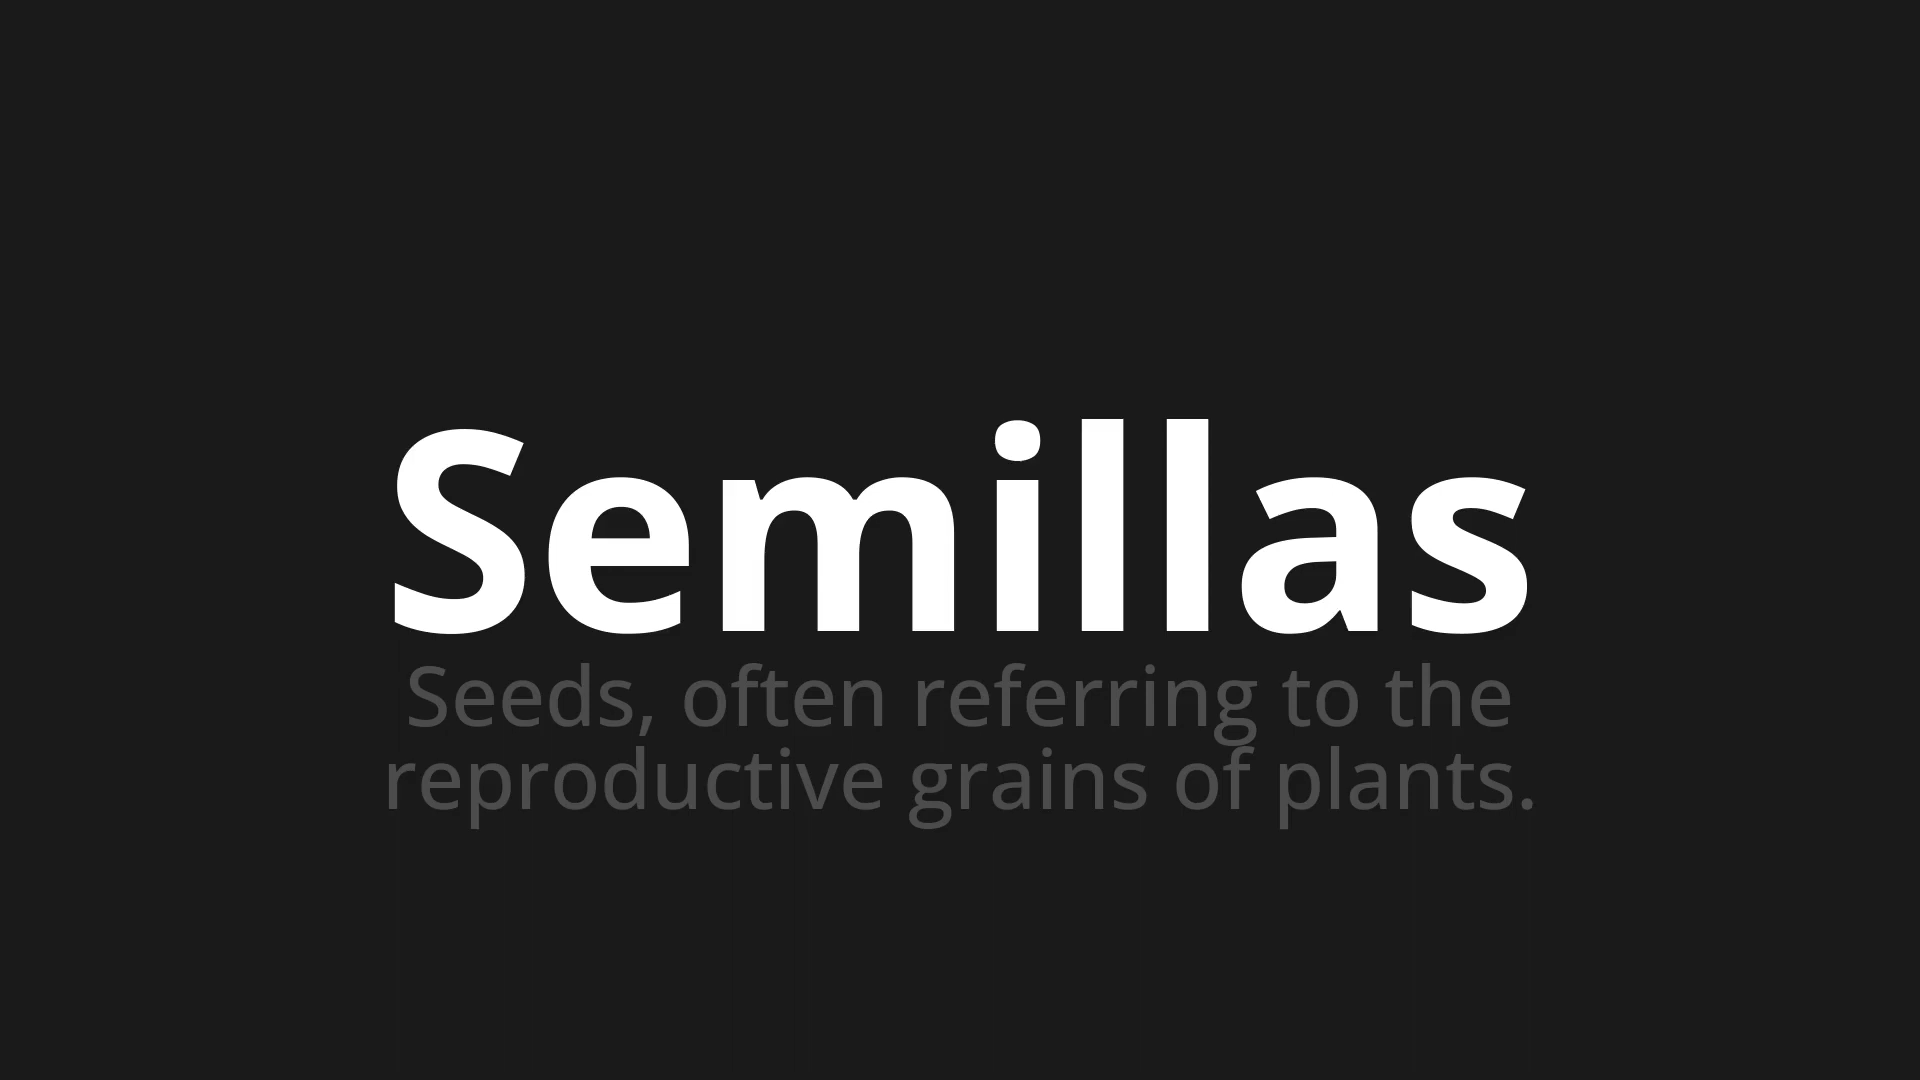 Semillas
Seeds, often referring to the
reproductive grains of plants.